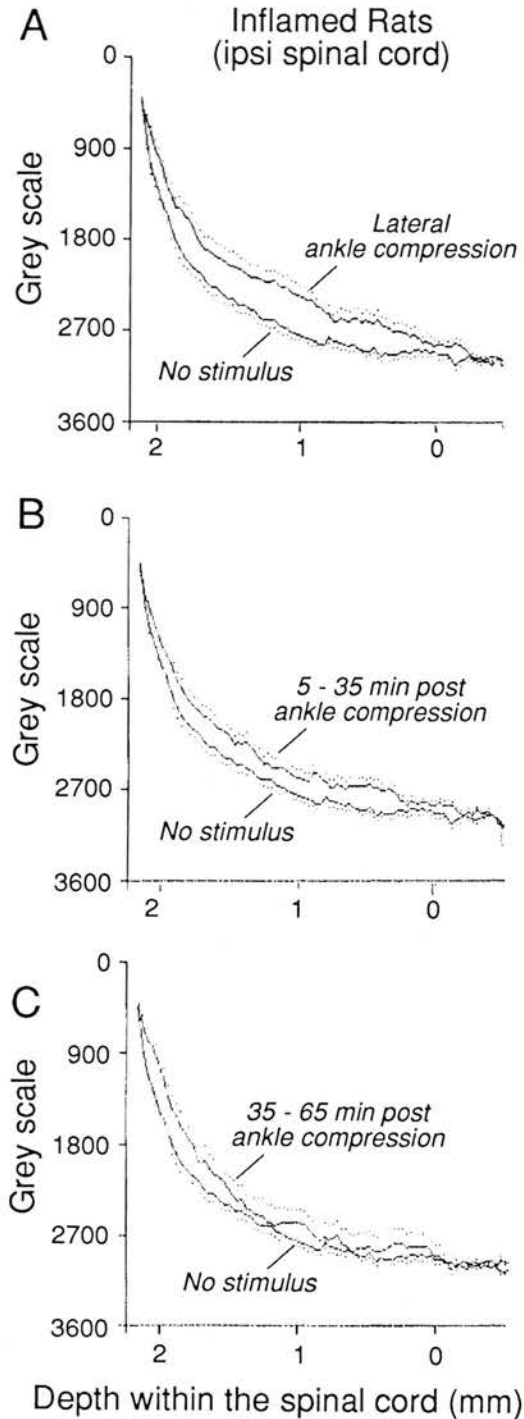 A
Inflamed Rats
(ipsi spinal cord)
0
900
1800
2700
3600
Grey scale
Lateral
ankle compression
No stimulus
2 1 0
B
0
900
1800
2700
3600
Grey scale
5 - 35 min post
ankle compression
No stimulus
2 1 0
C
0
900
1800
2700
3600
Grey scale
35 - 65 min post
ankle compression
No stimulus
2 1 0
Depth within the spinal cord (mm)